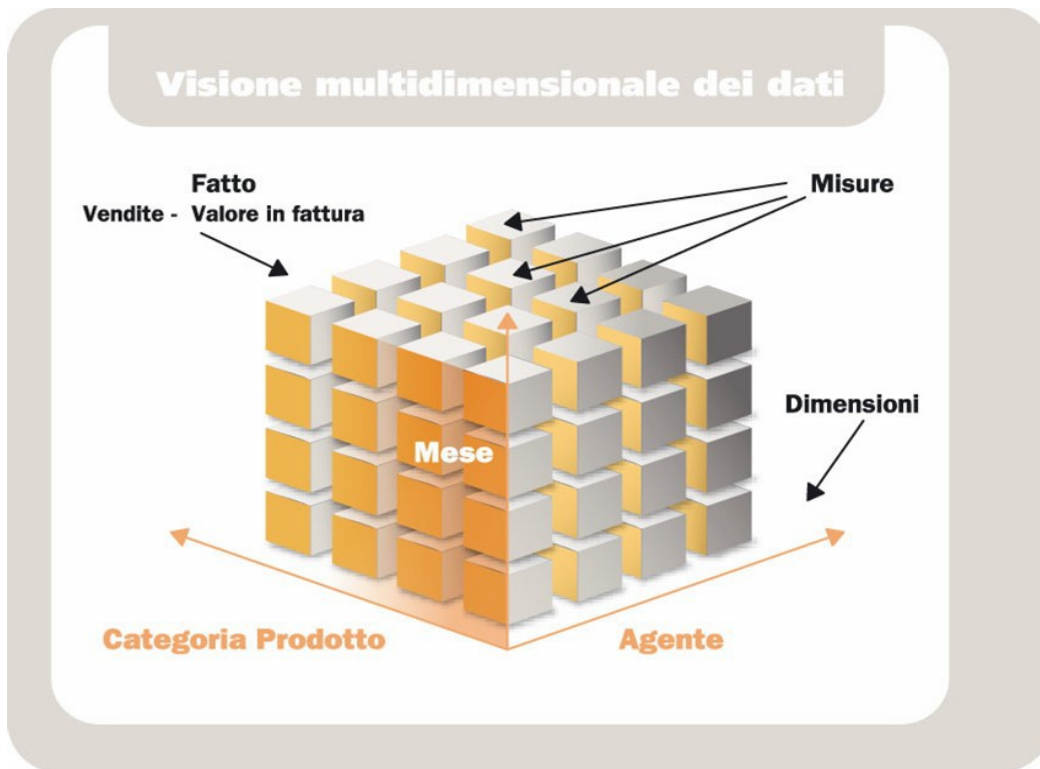 Visione multidimensionale dei dati
Fatto
Vendite - Valore in fattura
Misure
Dimensioni
Mese
Categoria Prodotto
Agente